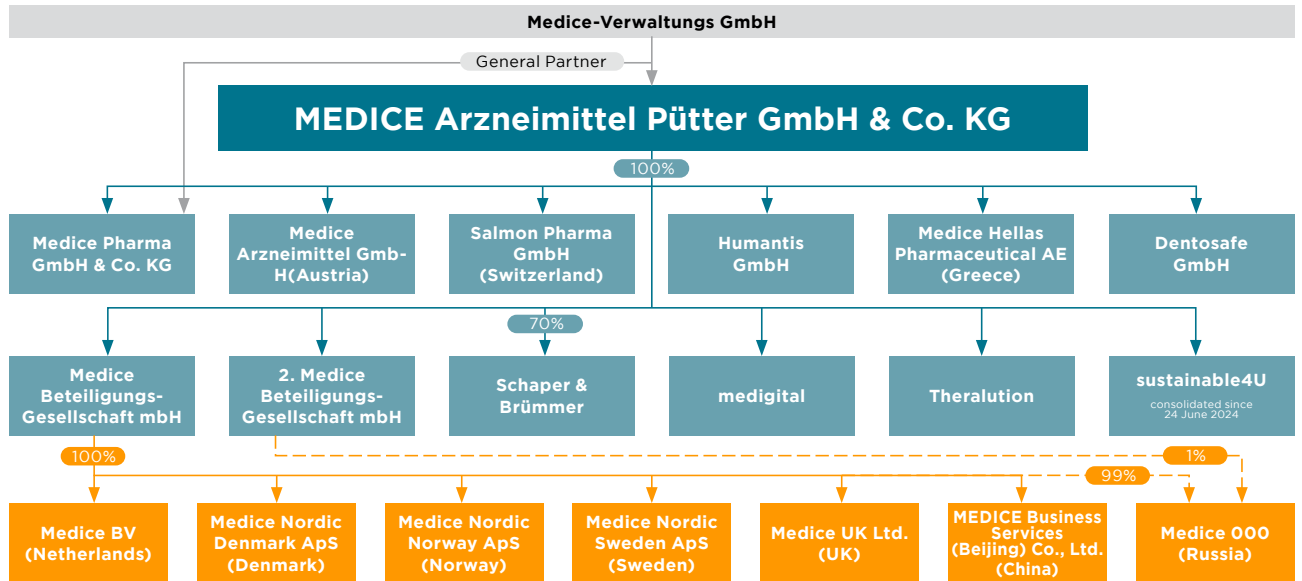 Medice-Verwaltungs GmbH
General Partner
MEDICE Arzneimittel Pütter GmbH & Co. KG
100%
Medice Pharma
GmbH & Co. KG
Medice
Arzneimittel Gmb-
H(Austria)
Salmon Pharma
GmbH
(Switzerland)
Humantis
GmbH
Medice Hellas
Pharmaceutical AE
(Greece)
Dentosafe
GmbH
70%
Medice
Beteiligungs-
Gesellschaft mbH
2. Medice
Beteiligungs-
Gesellschaft mbH
Schaper &
Brümmer
medigital
Theralution
sustainable4U
consolidated since
24 June 2024
100%
1%
99%
Medice BV
(Netherlands)
Medice Nordic
Denmark ApS
(Denmark)
Medice Nordic
Norway ApS
(Norway)
Medice Nordic
Sweden ApS
(Sweden)
Medice UK Ltd.
(UK)
MEDICE Business
Services
(Beijing) Co., Ltd.
(China)
Medice 000
(Russia)